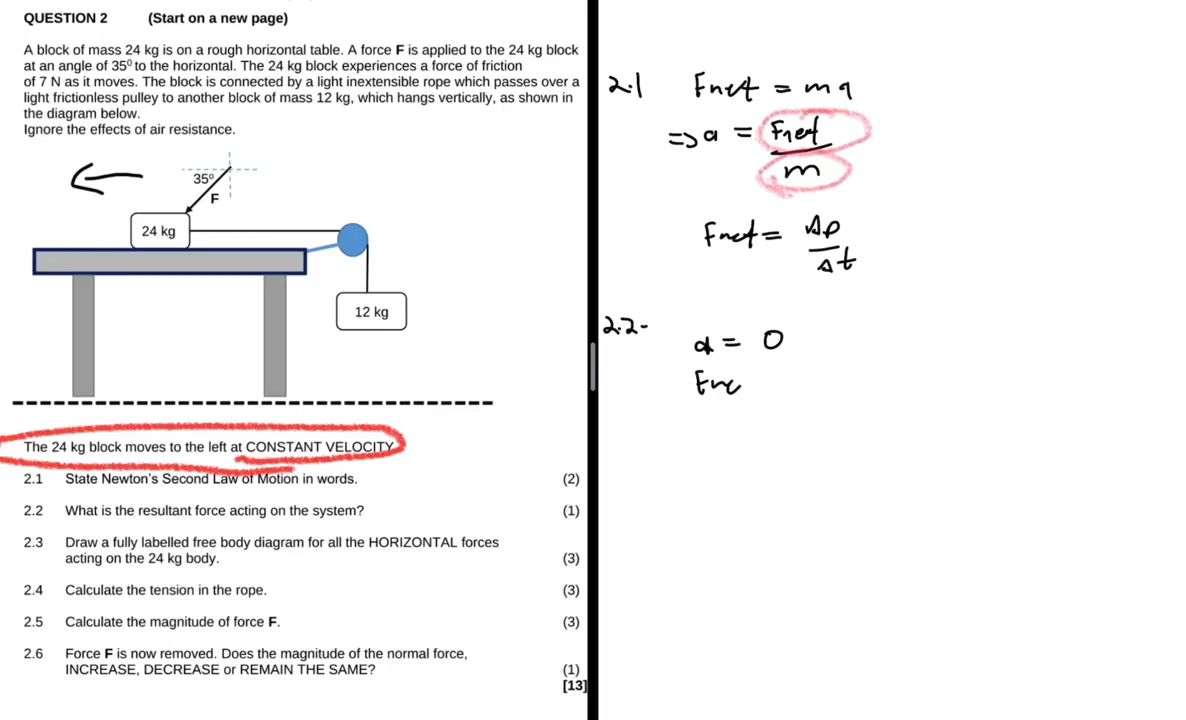 QUESTION 2 (Start on a new page)
A block of mass 24 kg is on a rough horizontal table. A force F is applied to the 24 kg block
at an angle of 35⁰ to the horizontal. The 24 kg block experiences a force of friction
of 7 N as it moves. The block is connected by a light inextensible rope which passes over a
light frictionless pulley to another block of mass 12 kg, which hangs vertically, as shown in
the diagram below.
Ignore the effects of air resistance.
35⁰
F
24 kg
12 kg
The 24 kg block moves to the left at CONSTANT VELOCITY
2.1 State Newton's Second Law of Motion in words. (2)
2.2 What is the resultant force acting on the system? (1)
2.3 Draw a fully labelled free body diagram for all the HORIZONTAL forces
acting on the 24 kg body. (3)
2.4 Calculate the tension in the rope. (3)
2.5 Calculate the magnitude of force F. (3)
2.6 Force F is now removed. Does the magnitude of the normal force,
INCREASE, DECREASE or REMAIN THE SAME? (1)
[13]
2.1 Fnet = ma
=> a = Fnet
m
Fnet = Δp
Δt
2.2-
a = 0
Fne